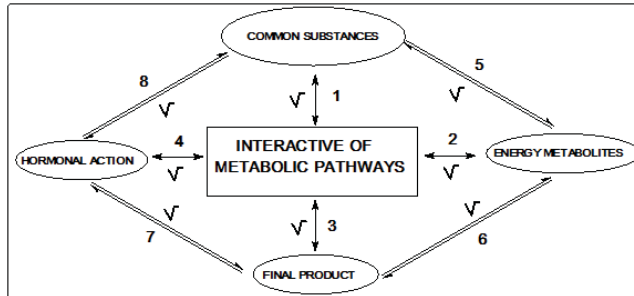 COMMON SUBSTANCES
8
5
√
1
√
√
4
INTERACTIVE OF
METABOLIC PATHWAYS
2
HORMONAL ACTION
ENERGY METABOLITES
√
√
√
√
3
√
7
6
FINAL PRODUCT